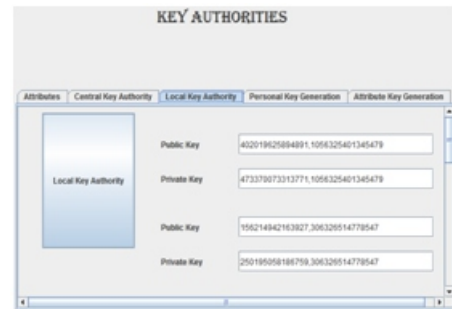 KEY AUTHORITIES
Attributes Central Key Authority Local Key Authority Personal Key Generation Attribute Key Generation
Local Key Authority
Public Key 402019625894891,1056325401345479
Private Key 473370073313771,1056325401345479
Public Key 156214942163927,306326514778547
Private Key 250195058186759,306326514778547